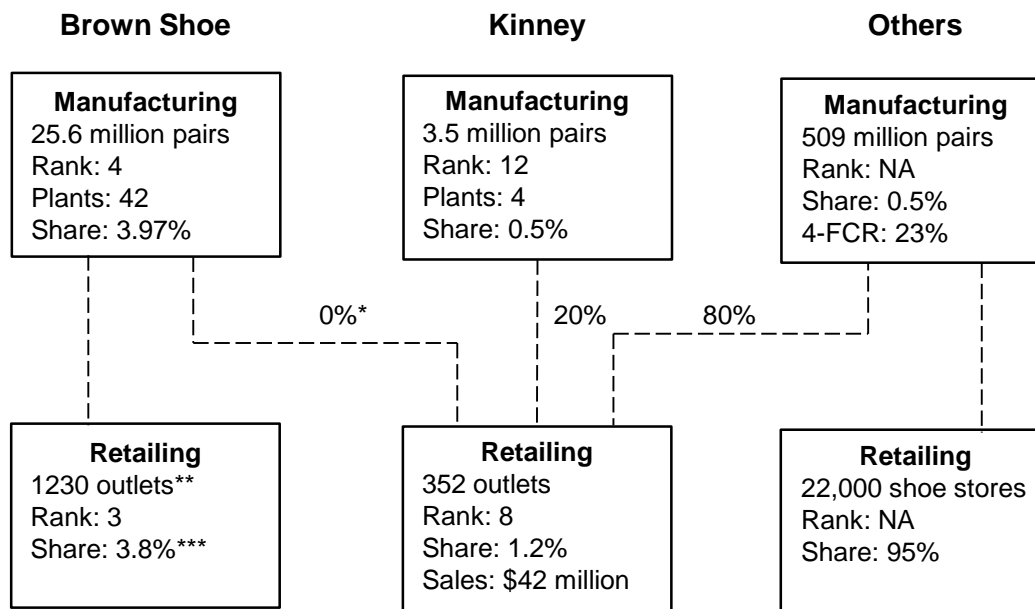 Brown Shoe
Kinney
Others
Manufacturing
25.6 million pairs
Rank: 4
Plants: 42
Share: 3.97%
Manufacturing
3.5 million pairs
Rank: 12
Plants: 4
Share: 0.5%
Manufacturing
509 million pairs
Rank: NA
Share: 0.5%
4-FCR: 23%
0%*
20%
80%
Retailing
1230 outlets**
Rank: 3
Share: 3.8%***
Retailing
352 outlets
Rank: 8
Share: 1.2%
Sales: $42 million
Retailing
22,000 shoe stores
Rank: NA
Share: 95%